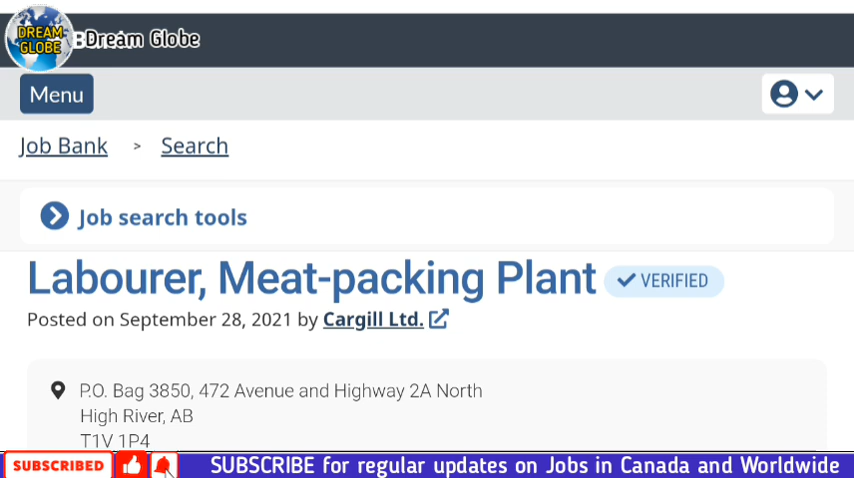 DREAM
GLOBE
Dream Globe
Menu
Job Bank > Search
Job search tools
Labourer, Meat-packing Plant VERIFIED
Posted on September 28, 2021 by Cargill Ltd.
P.O. Bag 3850, 472 Avenue and Highway 2A North
High River, AB
T1V 1P4
SUBSCRIBED SUBSCRIBE for regular updates on Jobs in Canada and Worldwide